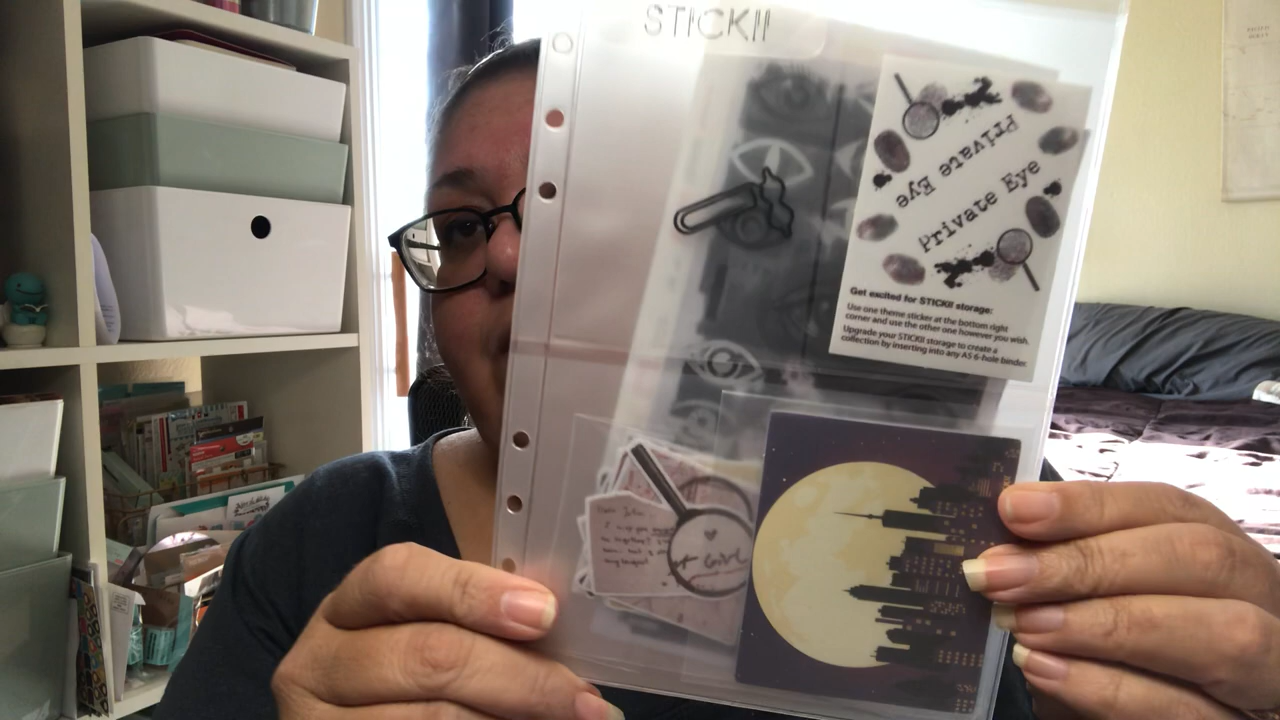 STICKII
Private Eye
Private Eye
Get excited for STICKII storage:
Use one theme sticker at the bottom right
corner and use the other one however you wish.
Upgrade your STICKII storage to create a
collection by inserting into any A5 6-hole binder.
Girl